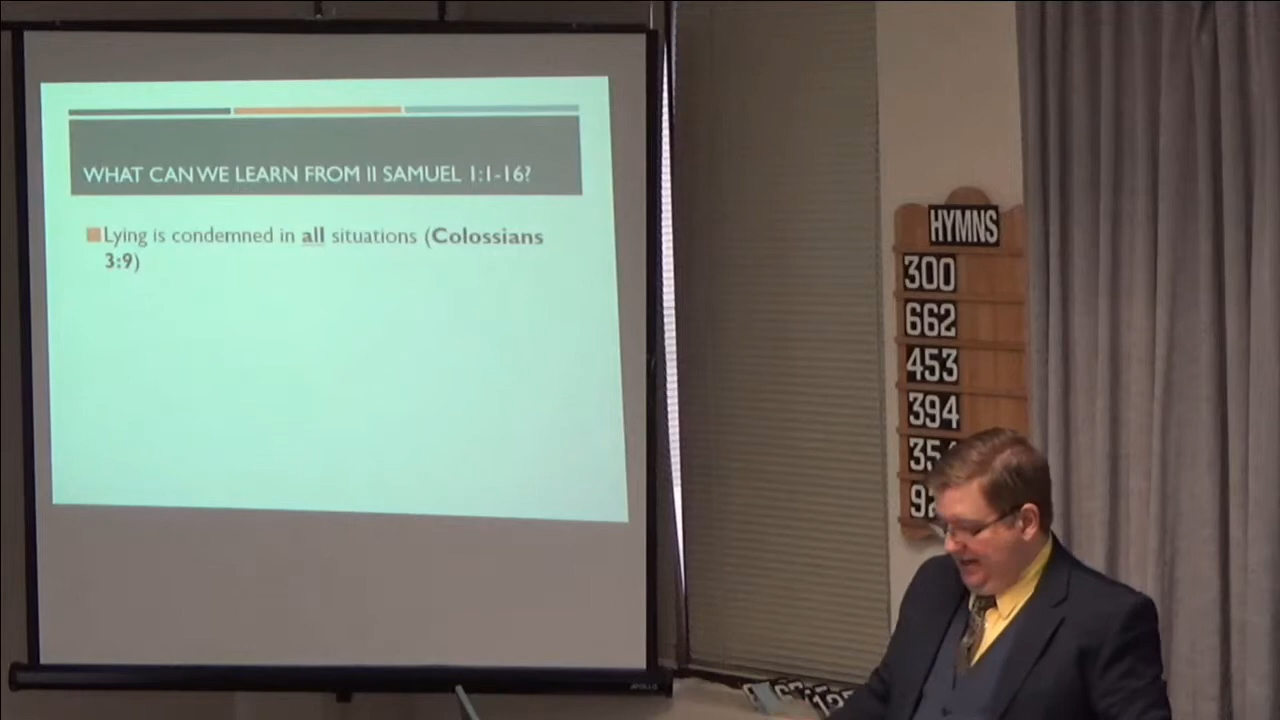 WHAT CAN WE LEARN FROM II SAMUEL 1:1-16?
Lying is condemned in all situations (Colossians
3:9)
HYMNS
300
662
453
394
APOLLO